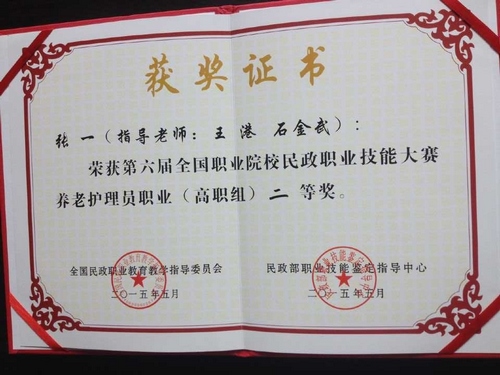 获奖证书
张一（指导老师：王港 石金武）：
荣获第六届全国职业院校民政职业技能大赛
养老护理员职业（高职组）二等奖。
全国民政职业教育教学指导委员会
民政部职业技能鉴定指导中心
二〇一五年五月
二〇一五年五月